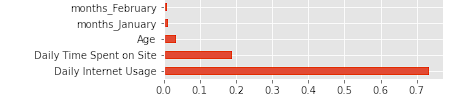 months_February
months_January
Age
Daily Time Spent on Site
Daily Internet Usage
0.0 0.1 0.2 0.3 0.4 0.5 0.6 0.7